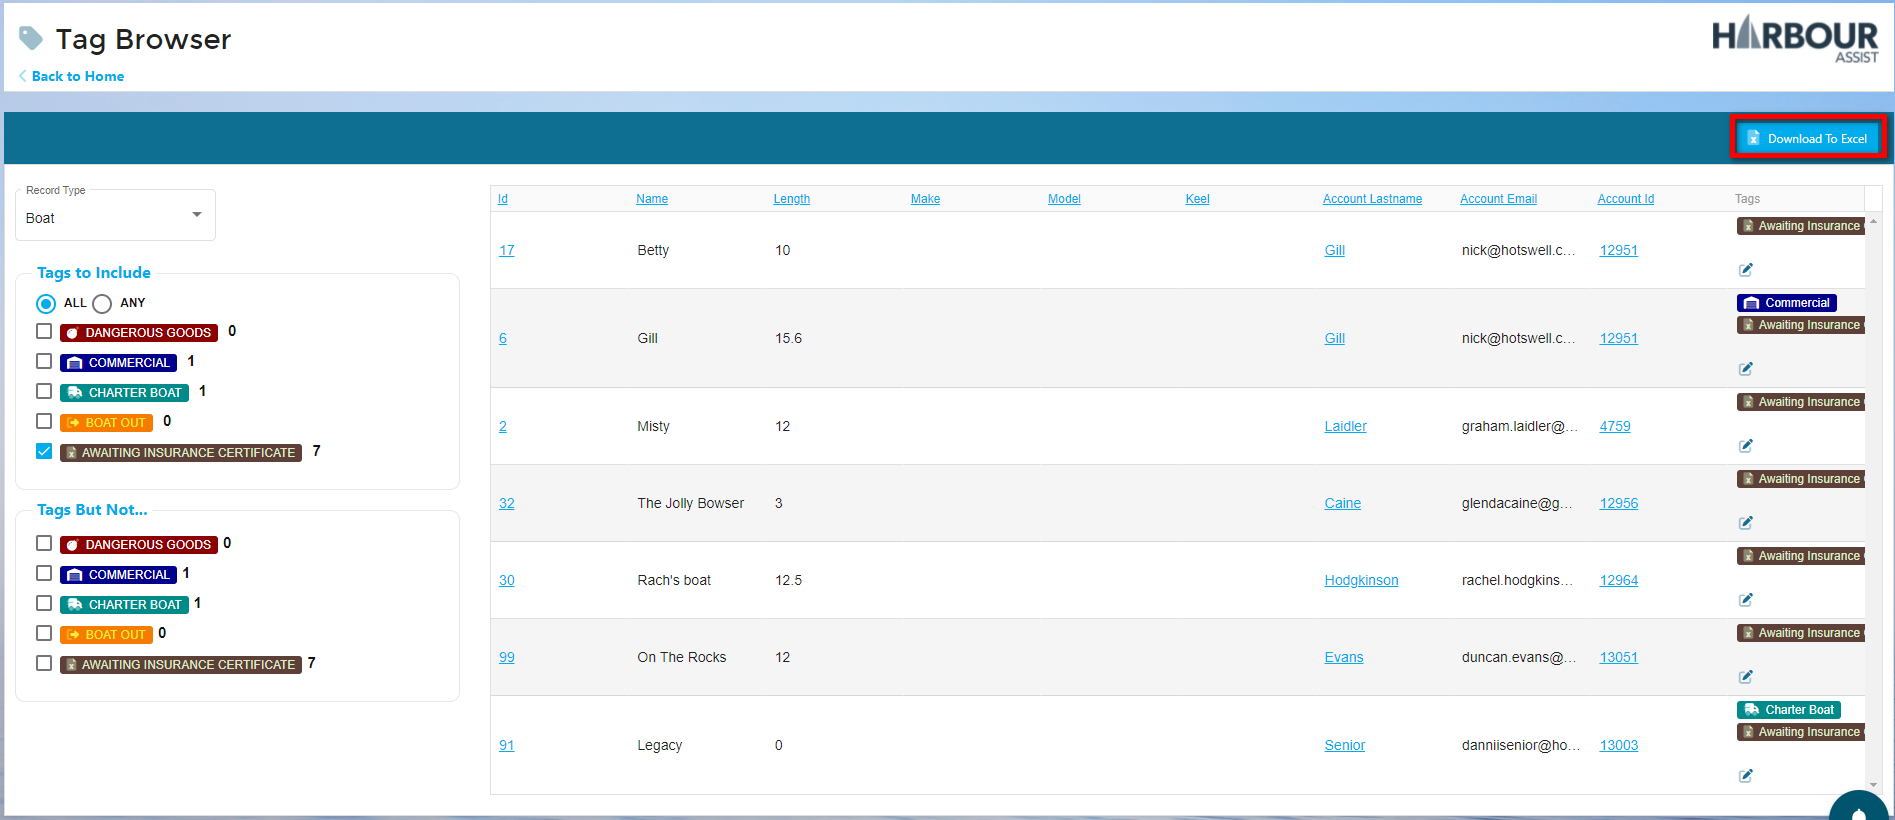 Tag Browser
HARBOUR
ASSIST
Back to Home
Download To Excel
Record Type
Boat
Tags to Include
ALL ANY
DANGEROUS GOODS 0
COMMERCIAL 1
CHARTER BOAT 1
BOAT OUT 0
AWAITING INSURANCE CERTIFICATE 7
Tags But Not...
DANGEROUS GOODS 0
COMMERCIAL 1
CHARTER BOAT 1
BOAT OUT 0
AWAITING INSURANCE CERTIFICATE 7
Id Name Length Make Model Keel Account Lastname Account Email Account Id Tags
Awaiting Insurance
17 Betty 10 Gill nick@hotswell.c... 12951
Commercial
6 Gill 15.6 Gill nick@hotswell.c... 12951
Awaiting Insurance
Awaiting Insurance
2 Misty 12 Laidler graham.laidler@... 4759
Awaiting Insurance
32 The Jolly Bowser 3 Caine glendacaine@g... 12956
Awaiting Insurance
30 Rach's boat 12.5 Hodgkinson rachel.hodgkins... 12964
Awaiting Insurance
99 On The Rocks 12 Evans duncan.evans@... 13051
Charter Boat
Awaiting Insurance
91 Legacy 0 Senior danniisenior@ho... 13003